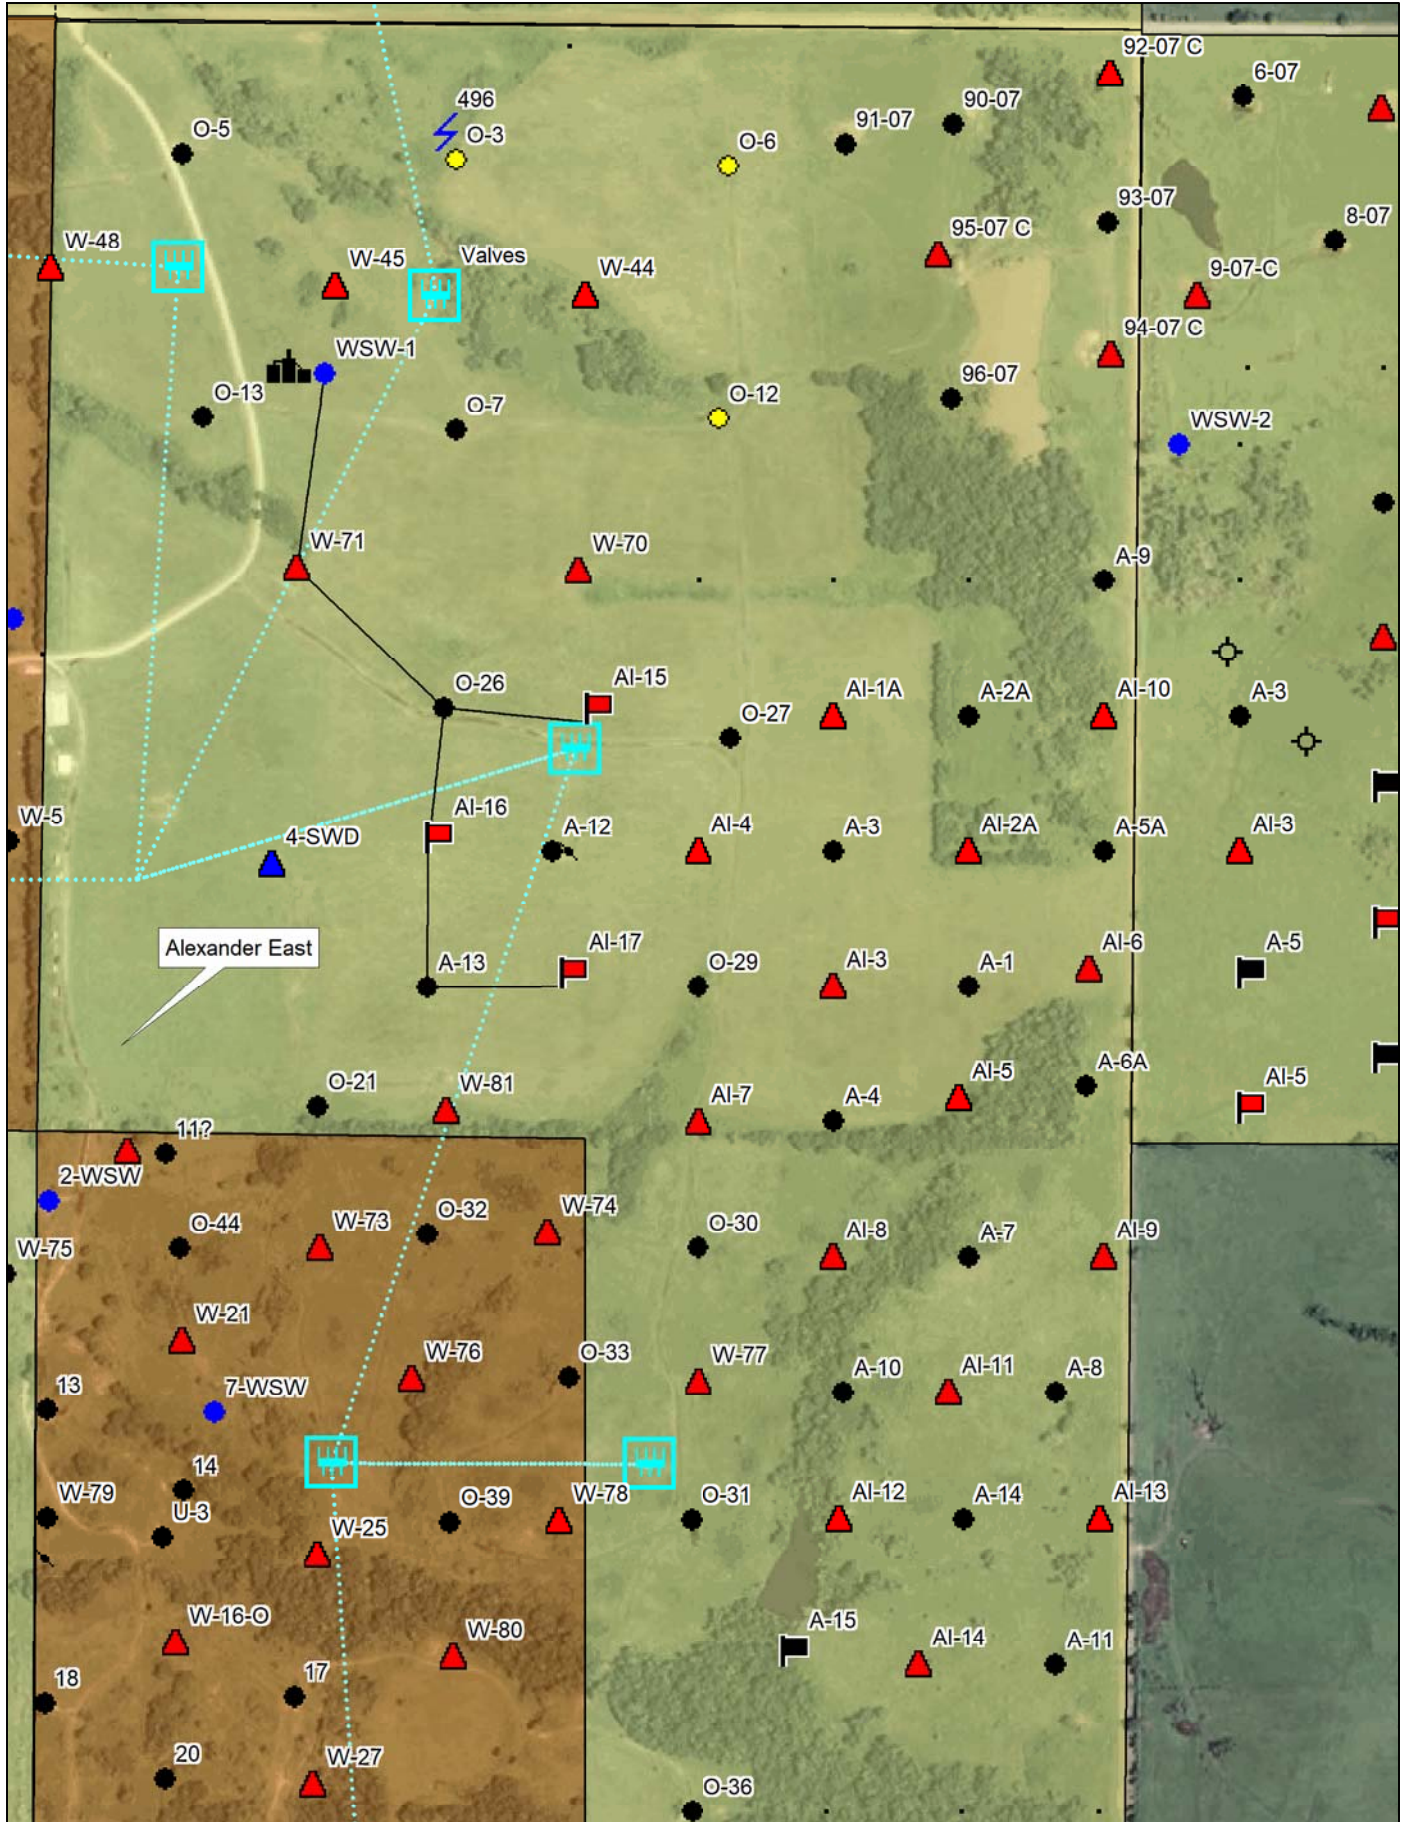 92-07 C
6-07
496
90-07
91-07
O-5
O-3
O-6
93-07
8-07
W-48
W-45
Valves
W-44
95-07 C
9-07-C
94-07 C
WSW-1
O-13
O-7
O-12
96-07
WSW-2
W-71
W-70
A-9
O-26
AI-15
O-27
AI-1A
A-2A
AI-10
A-3
W-5
4-SWD
AI-16
A-12
AI-4
A-3
AI-2A
A-5A
AI-3
Alexander East
A-13
AI-17
O-29
AI-3
A-1
AI-6
A-5
O-21
W-81
AI-7
A-4
AI-5
A-6A
AI-5
11?
2-WSW
O-44
W-73
O-32
W-74
O-30
AI-8
A-7
AI-9
W-75
W-21
W-76
O-33
W-77
A-10
AI-11
A-8
13
7-WSW
14
W-79
U-3
O-39
W-78
O-31
AI-12
A-14
AI-13
W-25
W-16-O
W-80
A-15
AI-14
A-11
18
17
20
W-27
O-36